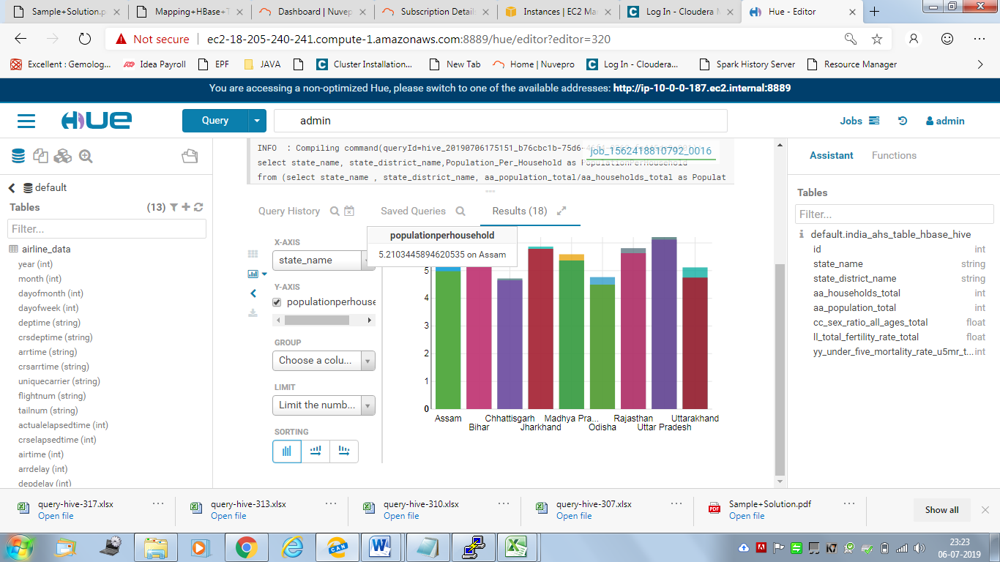 Sample+Solution.p
Mapping+HBase+T
Dashboard | Nuvep
Subscription Details
Instances | EC2 Ma
Log In - Cloudera M
Hue - Editor
Not secure
ec2-18-205-240-241.compute-1.amazonaws.com:8889/hue/editor?editor=320
Excellent : Gemolog...
Idea Payroll
EPF
JAVA
Cluster Installation...
New Tab
Home | Nuvepro
Log In - Cloudera...
Spark History Server
Resource Manager
You are accessing a non-optimized Hue, please switch to one of the available addresses: http://ip-10-0-0-187.ec2.internal:8889
HUE
Query
admin
Jobs
admin
default
Tables
(13)
Filter...
airline_data
year (int)
month (int)
dayofmonth (int)
dayofweek (int)
deptime (string)
crsdeptime (string)
arrtime (string)
crsarrtime (string)
uniquecarrier (string)
flightnum (string)
tailnum (string)
actualelapsedtime (int)
crselapsedtime (int)
airtime (int)
arrdelay (int)
depdelay (int)
INFO : Compiling command(queryId=hive_20190706175151_b76cbc1b-75d6-
job_1562418810792_0016
select state_name, state_district_name,Population_Per_Household as PopulationPerHousehold
from (select state_name , state_district_name, aa_population_total/aa_households_total as Populat
Query History
Saved Queries
Results (18)
X-AXIS
state_name
Y-AXIS
populationperhouse
GROUP
Choose a colu...
LIMIT
Limit the numb...
SORTING
populationperhousehold
5.2103445894620535 on Assam
5
4
3
2
1
0
Assam
Bihar
Chhattisgarh
Jharkhand
Madhya Pra...
Odisha
Rajasthan
Uttar Pradesh
Uttarakhand
Assistant
Functions
Tables
Filter...
default.india_ahs_table_hbase_hive
id int
state_name string
state_district_name string
aa_households_total int
aa_population_total int
cc_sex_ratio_all_ages_total float
ll_total_fertility_rate_total float
yy_under_five_mortality_rate_u5mr_t... int
query-hive-317.xlsx
Open file
query-hive-313.xlsx
Open file
query-hive-310.xlsx
Open file
query-hive-307.xlsx
Open file
PDF
Sample+Solution.pdf
Open file
Show all
CAN
K7
23:23
06-07-2019